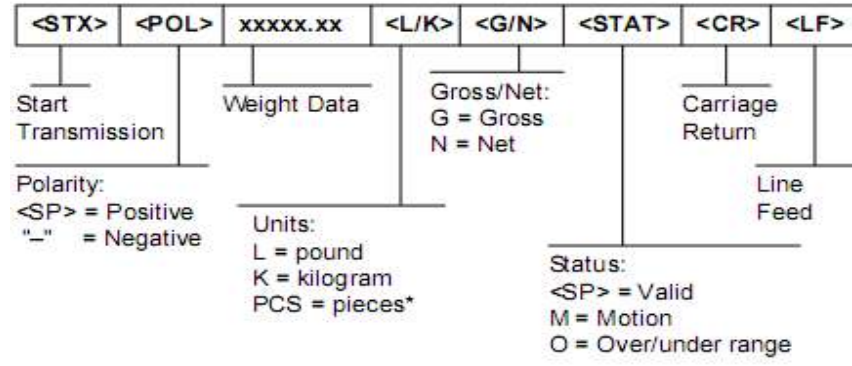 <STX> <POL> xxxxx.xx <L/K> <G/N> <STAT> <CR> <LF>
Start
Transmission
Polarity:
<SP> = Positive
"–" = Negative
Weight Data
Units:
L = pound
K = kilogram
PCS = pieces*
Gross/Net:
G = Gross
N = Net
Status:
<SP> = Valid
M = Motion
O = Over/under range
Carriage
Return
Line
Feed